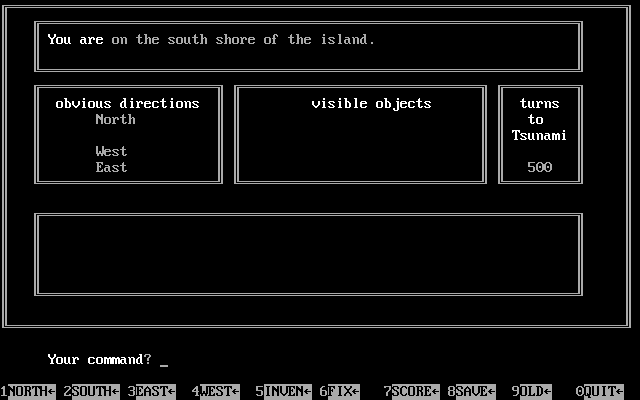 You are on the south shore of the island.
obvious directions
North
West
East
visible objects
turns
to
Tsunami
500
Your command? _
1NORTH← 2SOUTH← 3EAST← 4WEST← 5INVEN← 6FIX← 7SCORE← 8SAVE← 9OLD← 0QUIT←